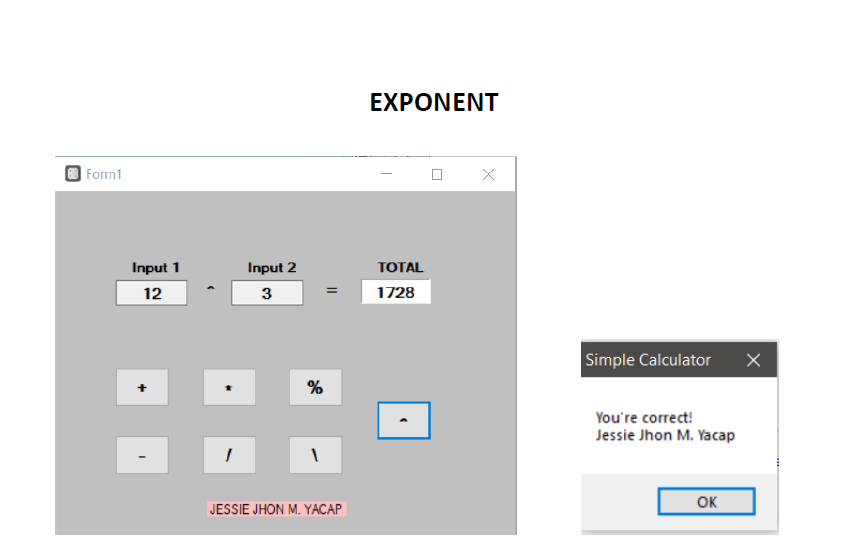 EXPONENT
Form1
Input 1 Input 2 TOTAL
12 ^ 3 = 1728
+ * % ^
- / \
JESSIE JHON M. YACAP
Simple Calculator
You're correct!
Jessie Jhon M. Yacap
OK